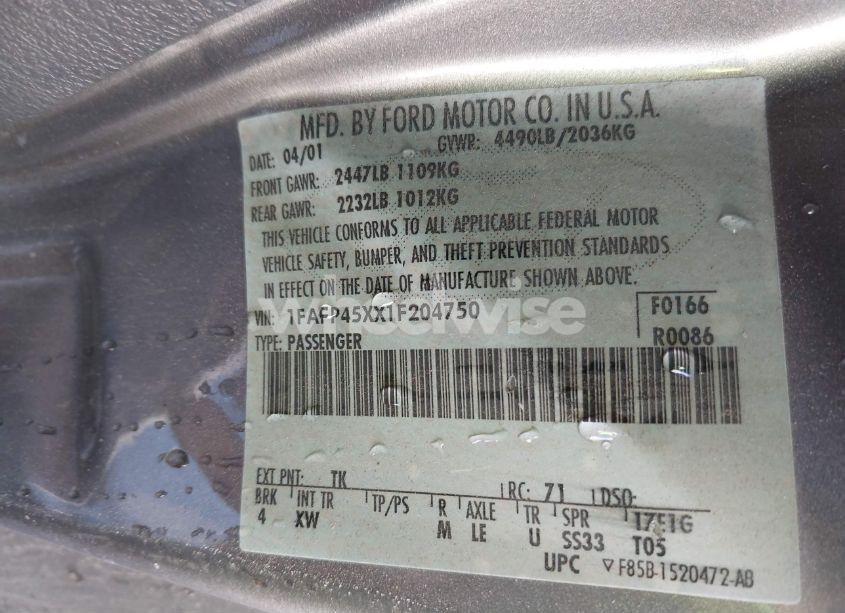 MFD. BY FORD MOTOR CO. IN U.S.A.
DATE: 04/01 GVWR: 4490LB/2036KG
FRONT GAWR: 2447LB 1109KG
REAR GAWR: 2232LB 1012KG
THIS VEHICLE CONFORMS TO ALL APPLICABLE FEDERAL MOTOR
VEHICLE SAFETY, BUMPER, AND THEFT PREVENTION STANDARDS
IN EFFECT ON THE DATE OF MANUFACTURE SHOWN ABOVE.
VIN: 1FAFP45XX1F204750 F0166
TYPE: PASSENGER R0086
wheelwise
EXT PNT: TK RC: 71 DSO:
BRK INT TR TP/PS R AXLE TR SPR 17E1G
4 XW M LE U SS33 T05
UPC ▽F85B-1520472-AB